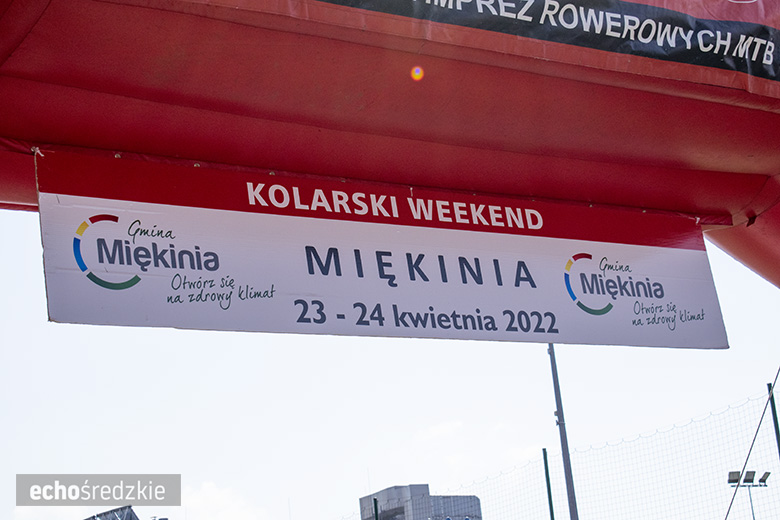 IMPREZ ROWEROWYCH MTB
KOLARSKI WEEKEND
Gmina
Miękinia
Otwórz się
na zdrowy klimat
MIĘKINIA
23 - 24 kwietnia 2022
Gmina
Miękinia
Otwórz się
na zdrowy klimat
echośredzkie